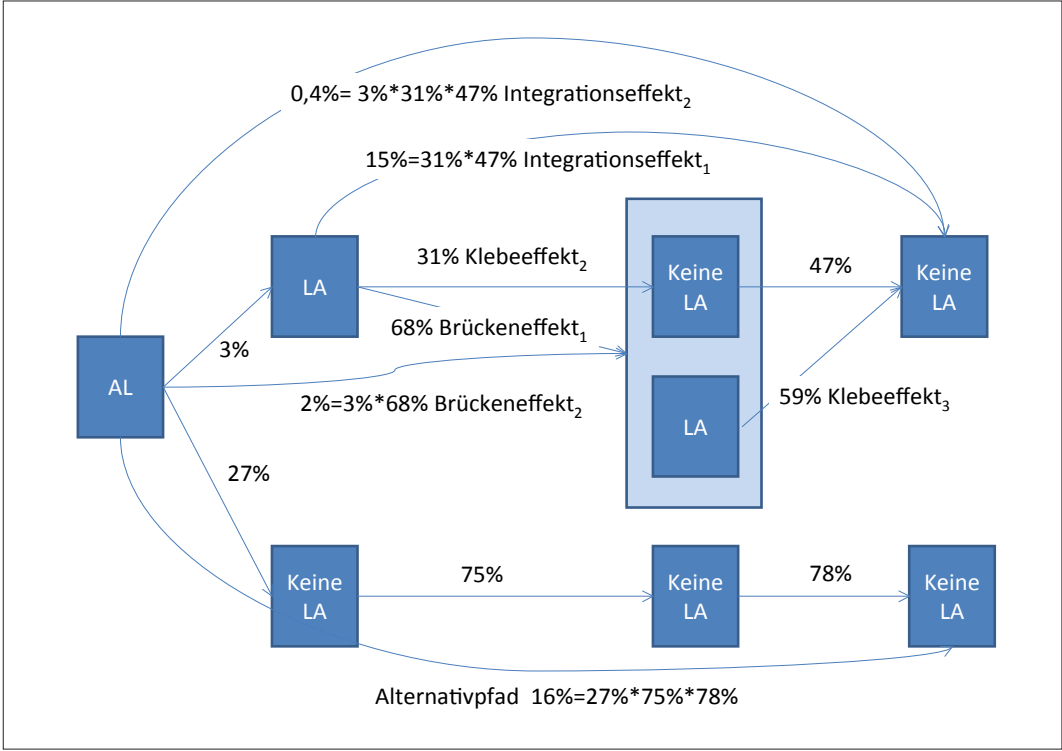 0,4%= 3%*31%*47% Integrationseffekt₂
15%=31%*47% Integrationseffekt₁
LA
31% Klebeeffekt₂
Keine
LA
47%
Keine
LA
68% Brückeneffekt₁
3%
AL
2%=3%*68% Brückeneffekt₂
LA
59% Klebeeffekt₃
27%
Keine
LA
75%
Keine
LA
78%
Keine
LA
Alternativpfad 16%=27%*75%*78%